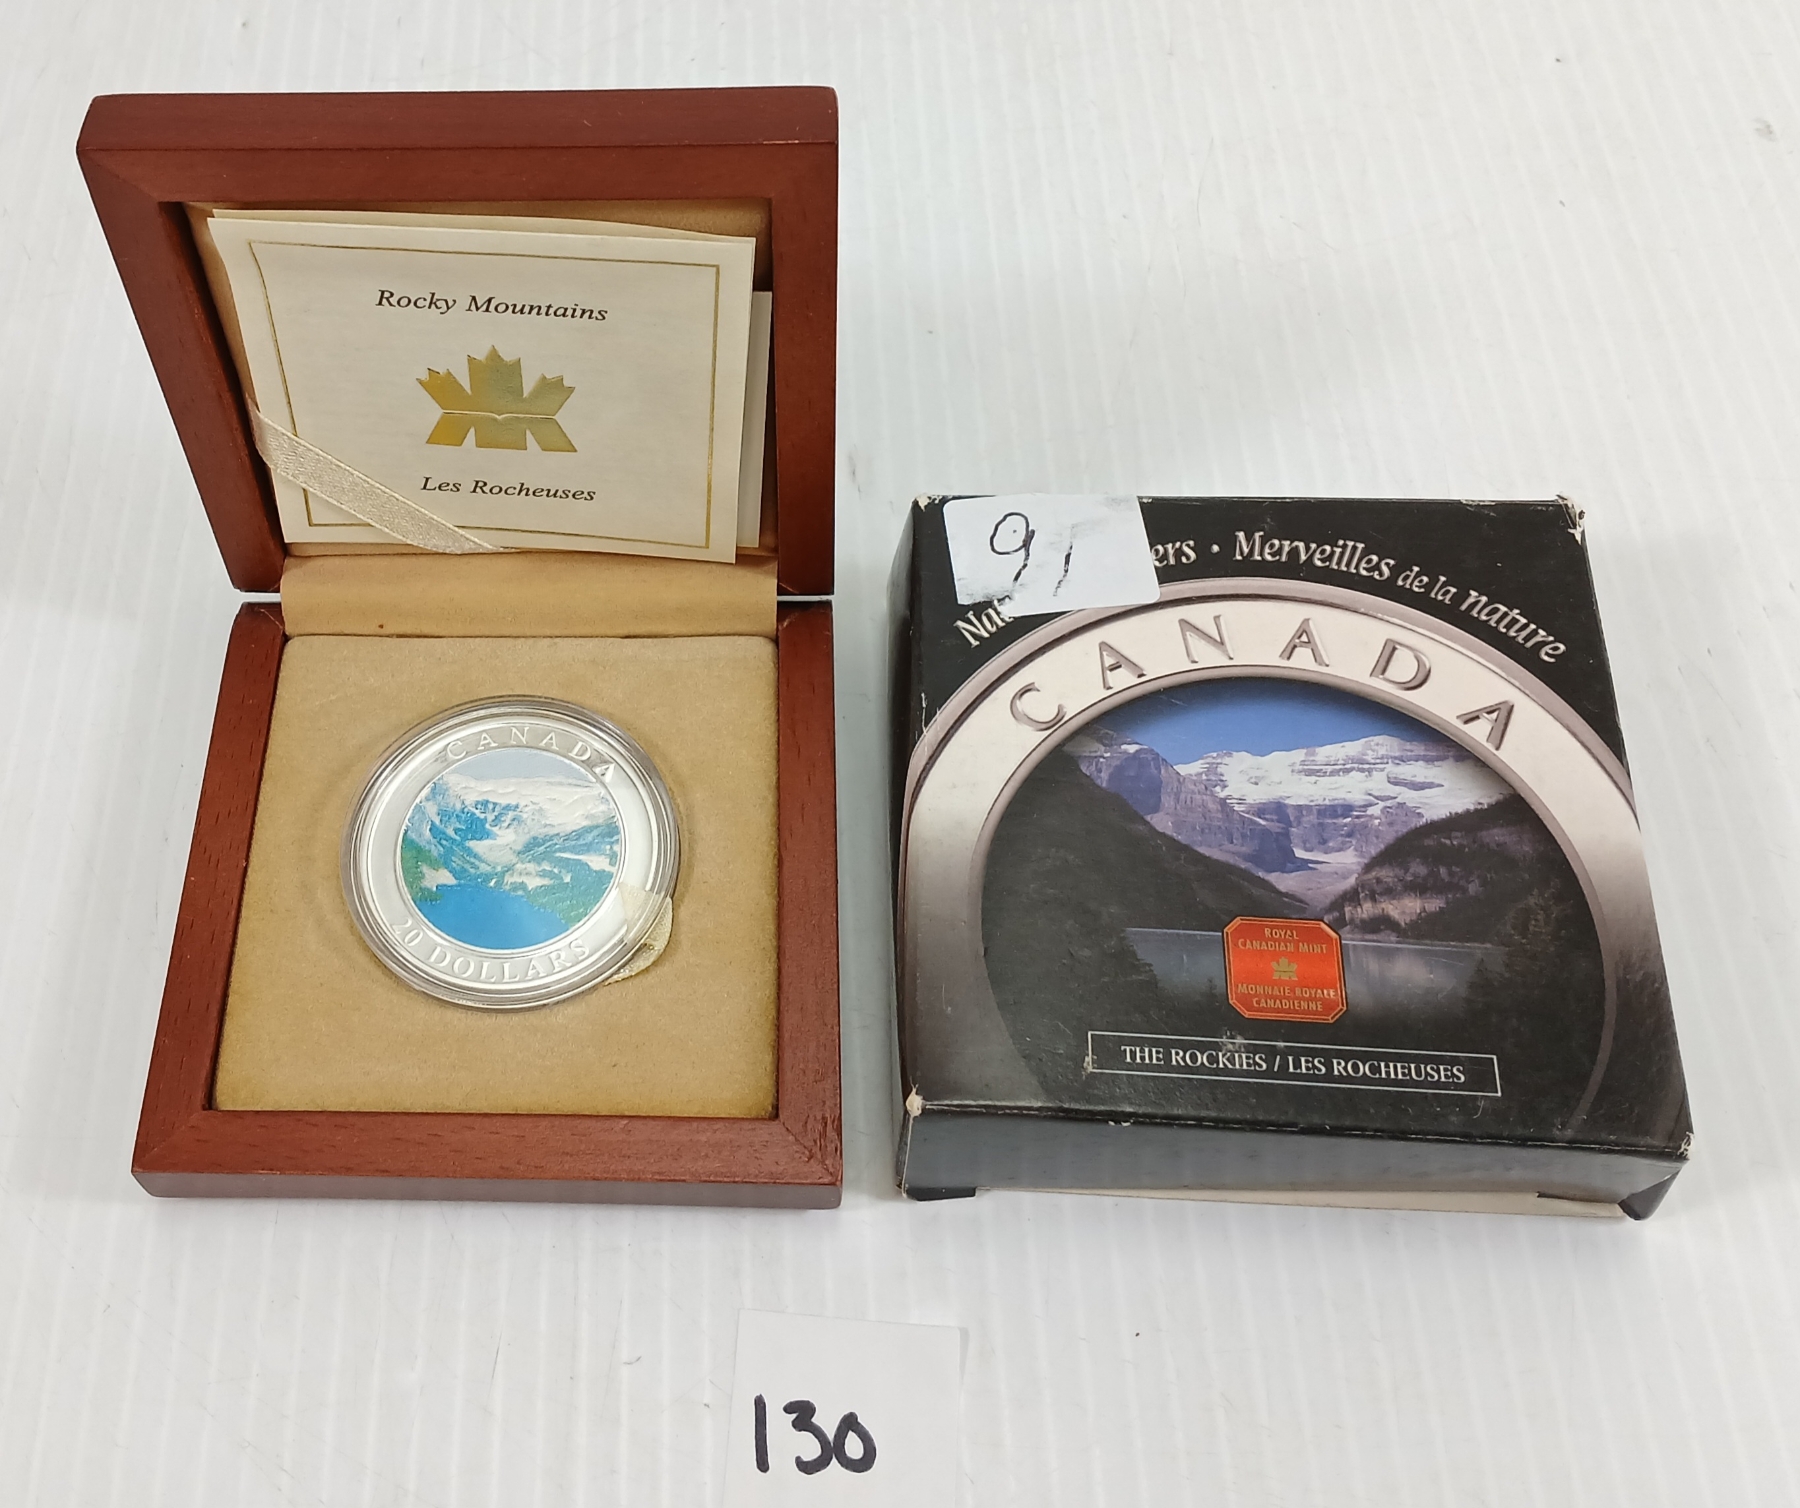 Rocky Mountains
Les Rocheuses
CANADA
20 DOLLARS
91
Merveilles de la nature
CANADA
ROYAL
CANADIAN MINT
MONNAIE ROYALE
CANADIENNE
THE ROCKIES / LES ROCHEUSES
130